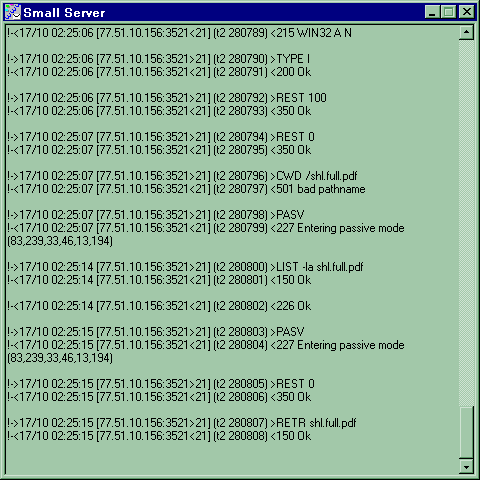 Small Server
!-<17/10 02:25:06 [77.51.10.156:3521<21] (t2 280789) <215 WIN32 A N
!->17/10 02:25:06 [77.51.10.156:3521>21] (t2 280790) >TYPE I
!-<17/10 02:25:06 [77.51.10.156:3521<21] (t2 280791) <200 Ok
!->17/10 02:25:06 [77.51.10.156:3521>21] (t2 280792) >REST 100
!-<17/10 02:25:06 [77.51.10.156:3521<21] (t2 280793) <350 Ok
!->17/10 02:25:07 [77.51.10.156:3521>21] (t2 280794) >REST 0
!-<17/10 02:25:07 [77.51.10.156:3521<21] (t2 280795) <350 Ok
!->17/10 02:25:07 [77.51.10.156:3521>21] (t2 280796) >CWD /shl.full.pdf
!-<17/10 02:25:07 [77.51.10.156:3521<21] (t2 280797) <501 bad pathname
!->17/10 02:25:07 [77.51.10.156:3521>21] (t2 280798) >PASV
!-<17/10 02:25:07 [77.51.10.156:3521<21] (t2 280799) <227 Entering passive mode
(83,239,33,46,13,194)
!->17/10 02:25:14 [77.51.10.156:3521>21] (t2 280800) >LIST -la shl.full.pdf
!-<17/10 02:25:14 [77.51.10.156:3521<21] (t2 280801) <150 Ok
!-<17/10 02:25:14 [77.51.10.156:3521<21] (t2 280802) <226 Ok
!->17/10 02:25:15 [77.51.10.156:3521>21] (t2 280803) >PASV
!-<17/10 02:25:15 [77.51.10.156:3521<21] (t2 280804) <227 Entering passive mode
(83,239,33,46,13,194)
!->17/10 02:25:15 [77.51.10.156:3521>21] (t2 280805) >REST 0
!-<17/10 02:25:15 [77.51.10.156:3521<21] (t2 280806) <350 Ok
!->17/10 02:25:15 [77.51.10.156:3521>21] (t2 280807) >RETR shl.full.pdf
!-<17/10 02:25:15 [77.51.10.156:3521<21] (t2 280808) <150 Ok